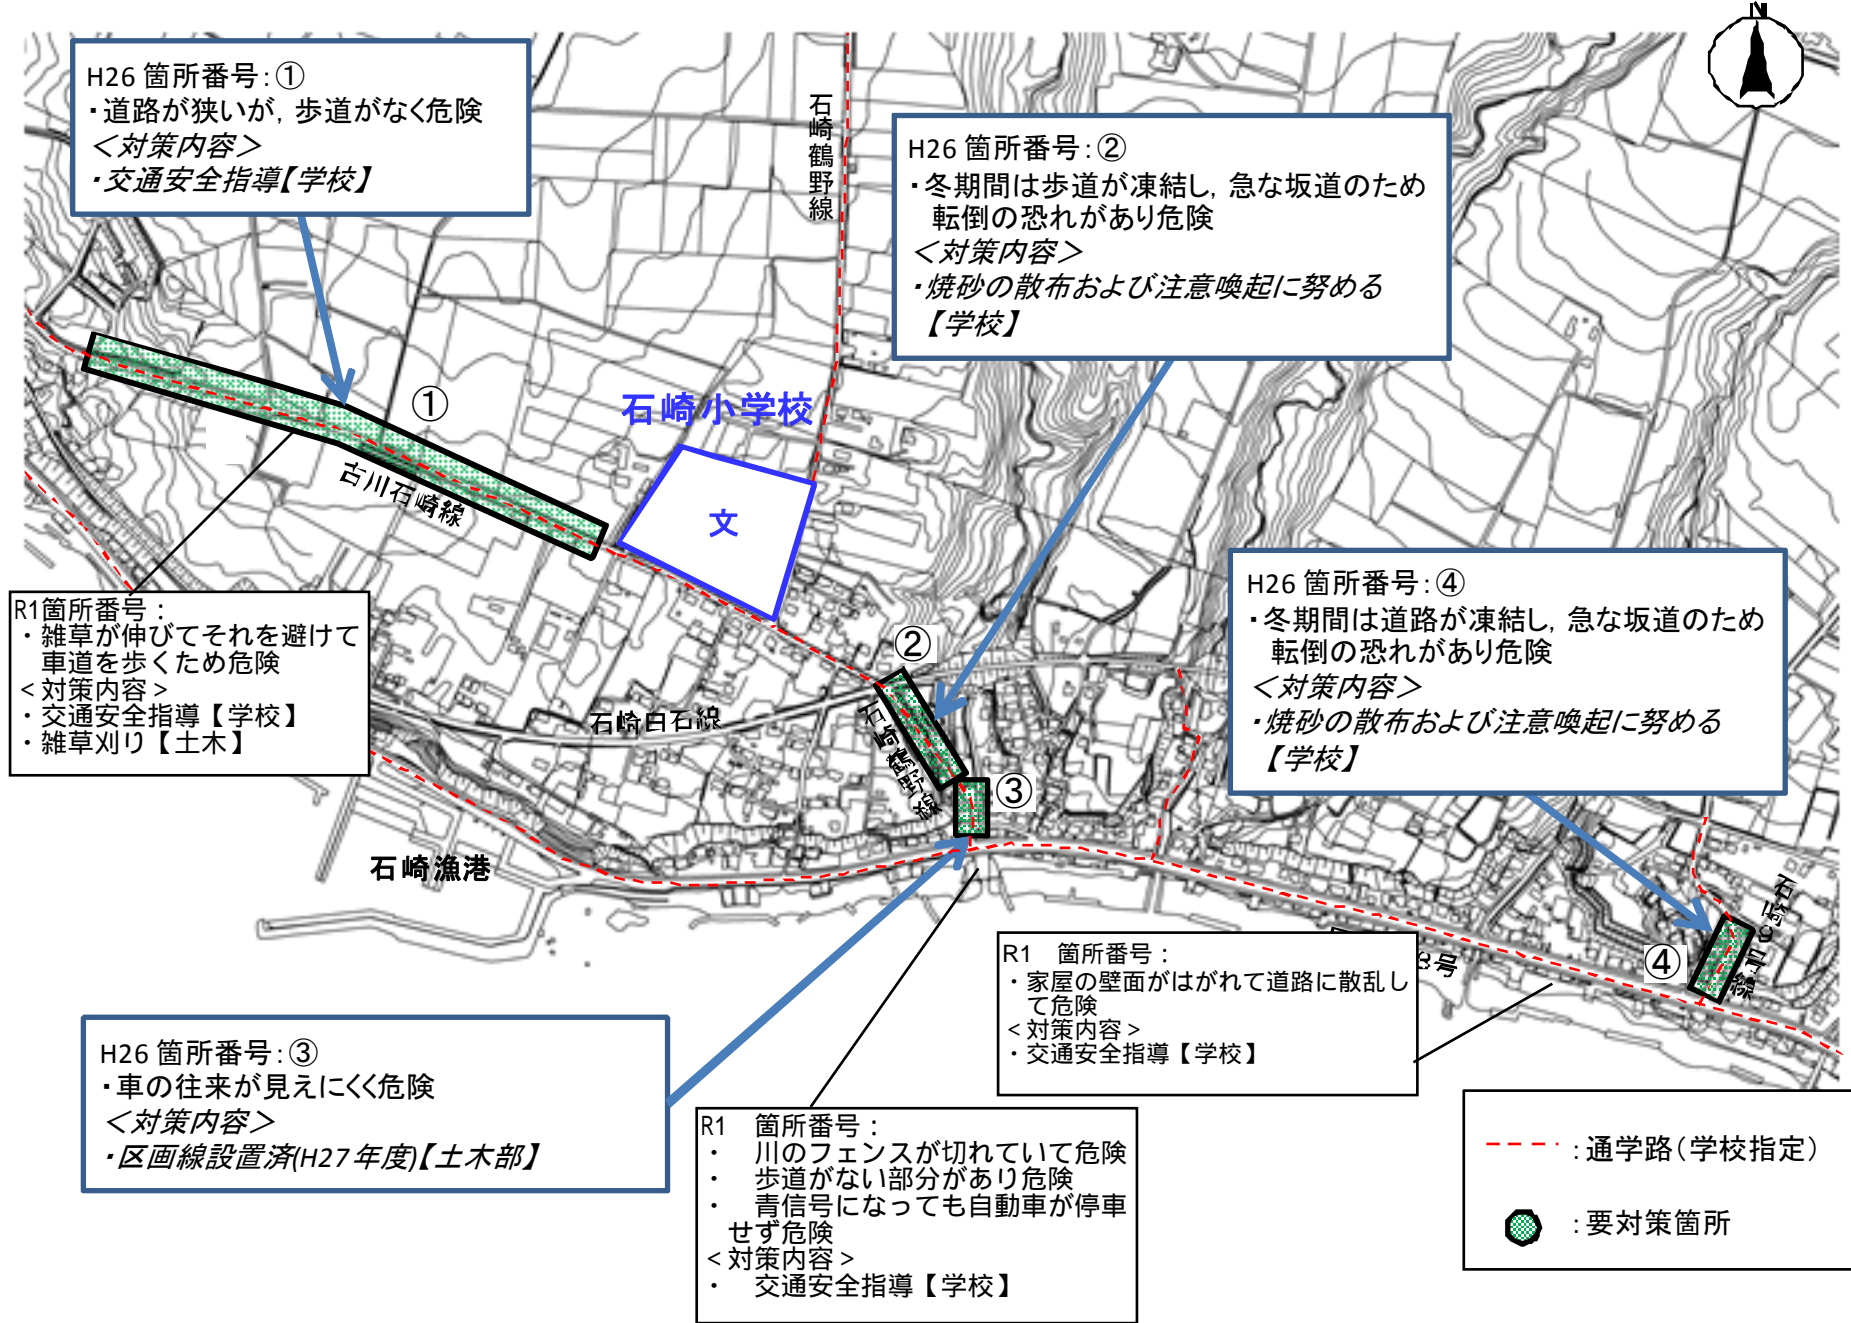 N
H26 箇所番号：①
・道路が狭いが，歩道がなく危険
＜対策内容＞
・交通安全指導【学校】
石崎鶴野線
H26 箇所番号：②
・冬期間は歩道が凍結し，急な坂道のため
転倒の恐れがあり危険
＜対策内容＞
・焼砂の散布および注意喚起に努める
【学校】
①
石崎小学校
文
古川石崎線
R1箇所番号：
・雑草が伸びてそれを避けて
車道を歩くため危険
＜対策内容＞
・交通安全指導【学校】
・雑草刈り【土木】
H26 箇所番号：④
・冬期間は道路が凍結し，急な坂道のため
転倒の恐れがあり危険
＜対策内容＞
・焼砂の散布および注意喚起に努める
【学校】
②
石崎白石線
石崎鶴野線
③
石崎漁港
④
8号
R1　箇所番号：
・家屋の壁面がはがれて道路に散乱し
て危険
＜対策内容＞
・交通安全指導【学校】
H26 箇所番号：③
・車の往来が見えにくく危険
＜対策内容＞
・区画線設置済(H27年度)【土木部】
R1　箇所番号：
・　川のフェンスが切れていて危険
・　歩道がない部分があり危険
・　青信号になっても自動車が停車
せず危険
＜対策内容＞
・　交通安全指導【学校】
：通学路（学校指定）
：要対策箇所